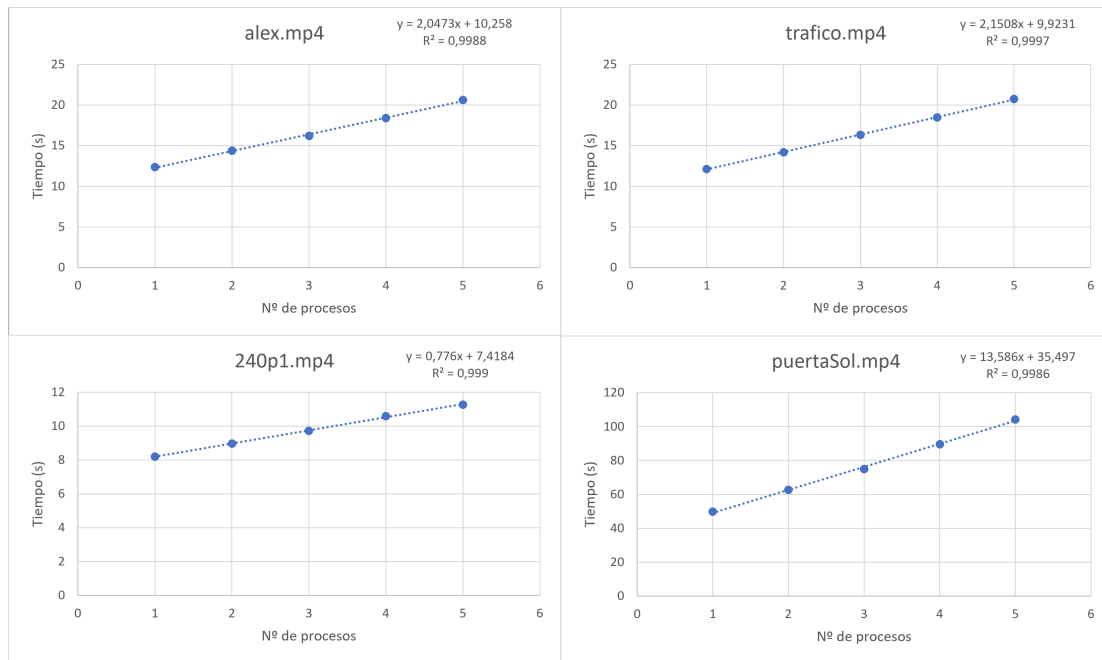 alex.mp4
y = 2,0473x + 10,258
R² = 0,9988
25
20
15
10
5
0
0 1 2 3 4 5 6
Tiempo (s)
Nº de procesos
trafico.mp4
y = 2,1508x + 9,9231
R² = 0,9997
25
20
15
10
5
0
0 1 2 3 4 5 6
Tiempo (s)
Nº de procesos
240p1.mp4
y = 0,776x + 7,4184
R² = 0,999
12
10
8
6
4
2
0
0 1 2 3 4 5 6
Tiempo (s)
Nº de procesos
puertaSol.mp4
y = 13,586x + 35,497
R² = 0,9986
120
100
80
60
40
20
0
0 1 2 3 4 5 6
Tiempo (s)
Nº de procesos